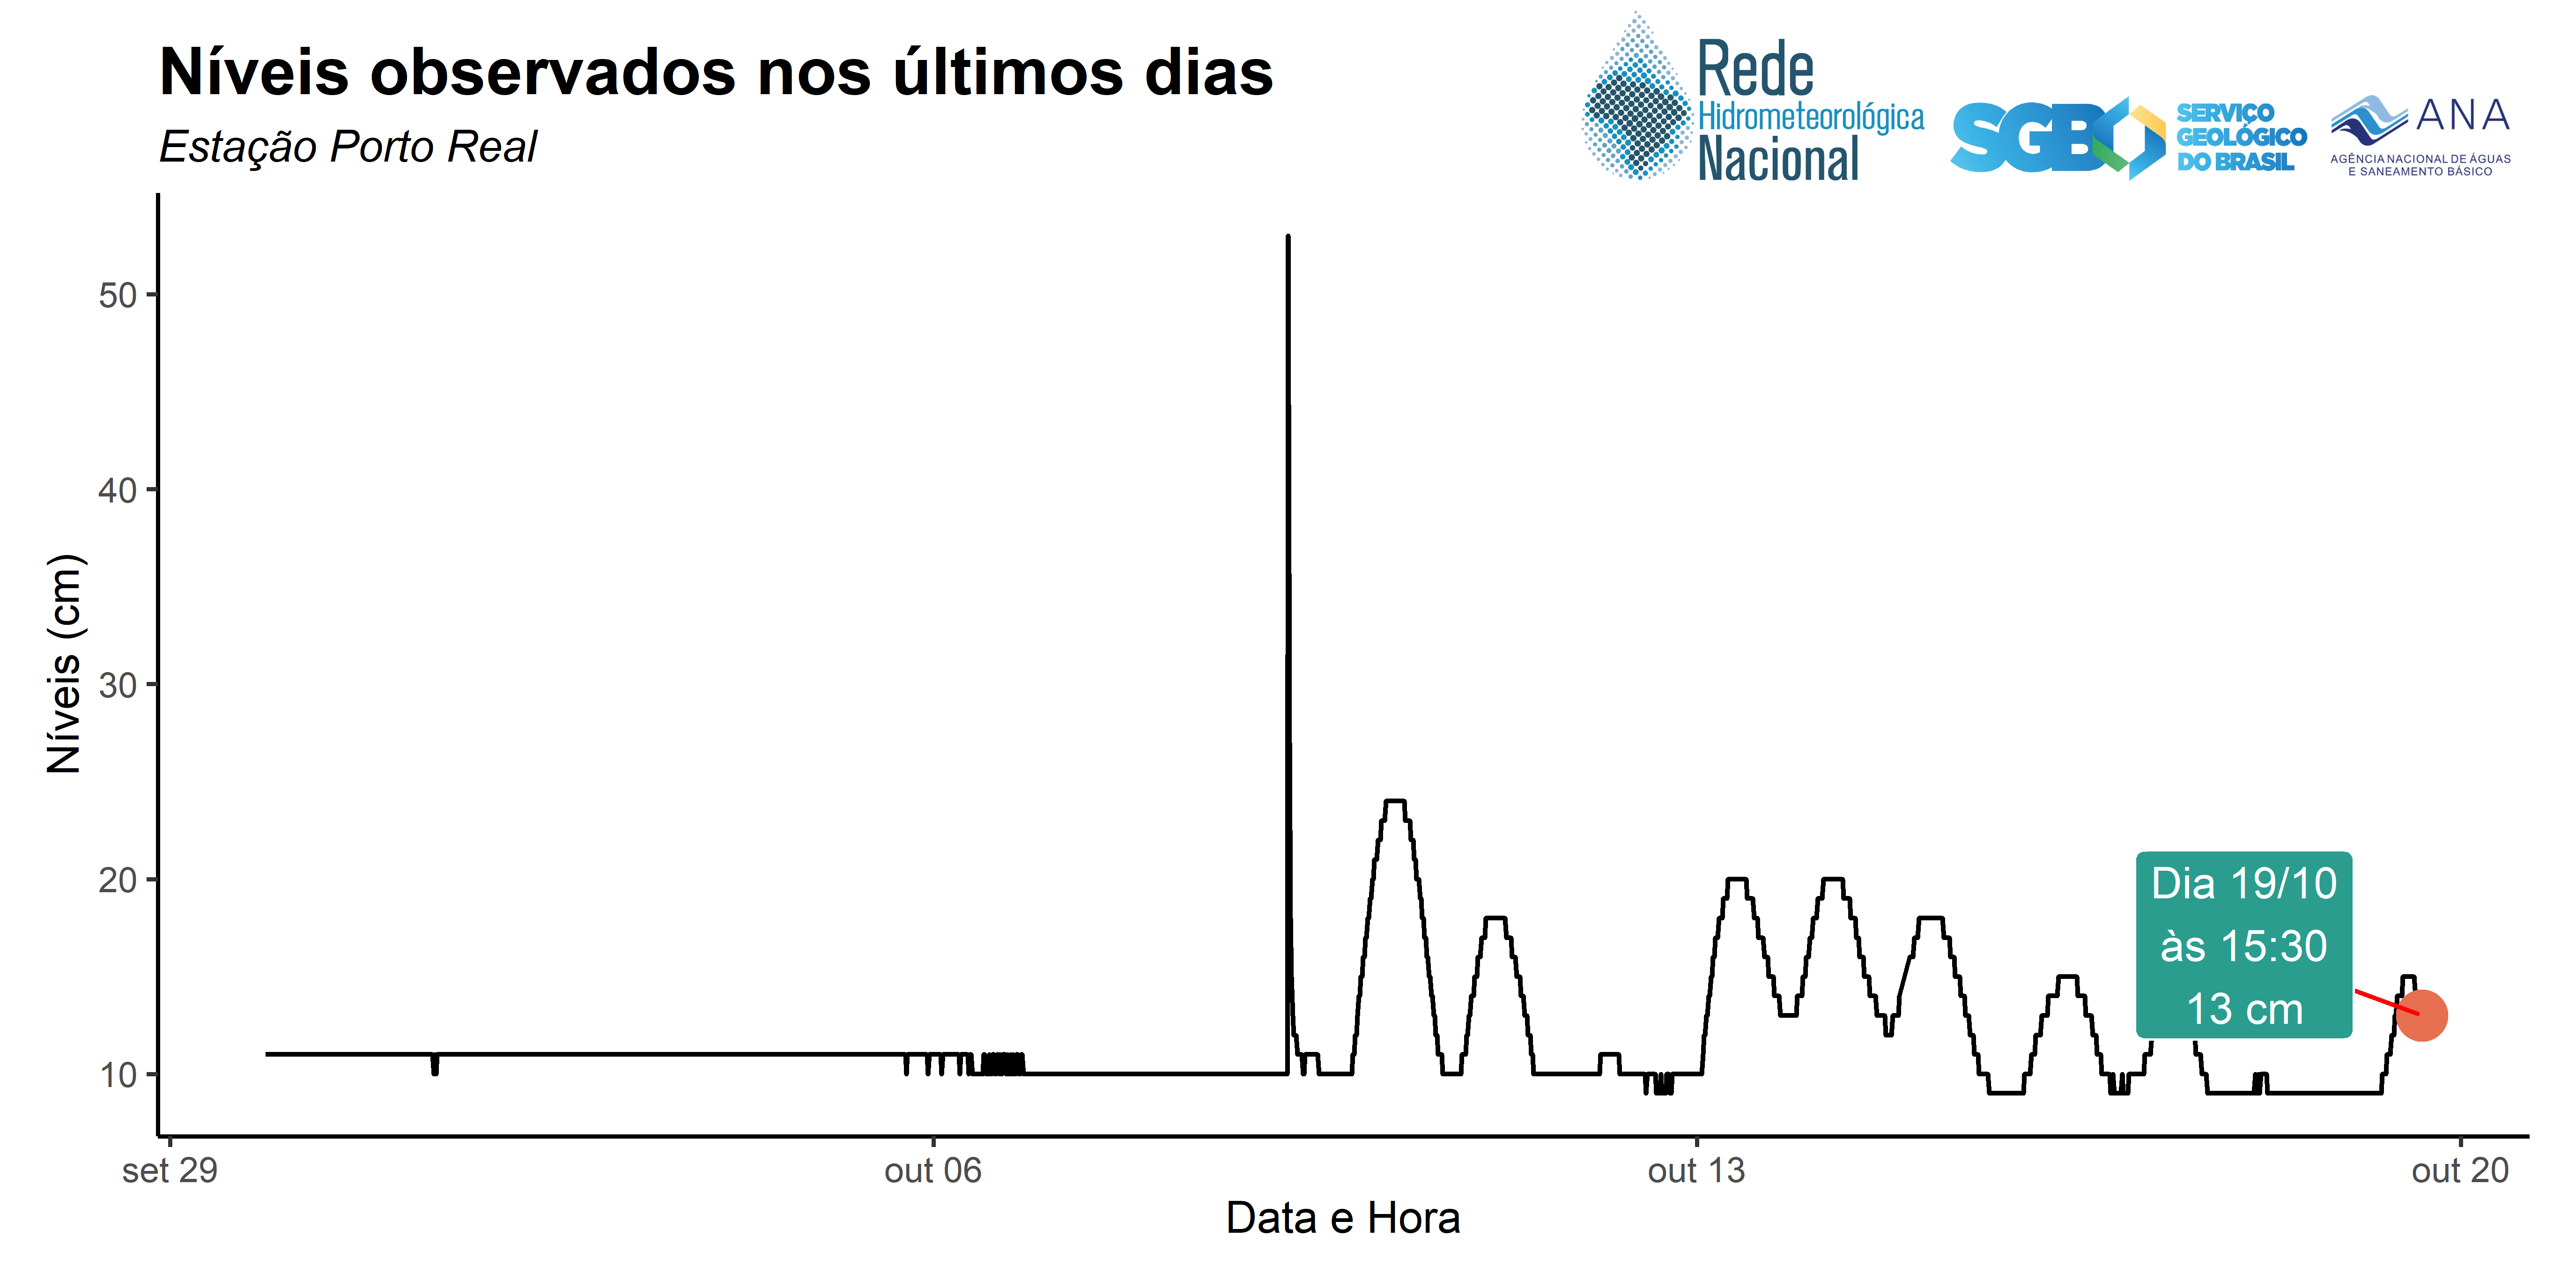 Níveis observados nos últimos dias
Estação Porto Real
Rede
Hidrometeorológica
Nacional
SGB
SERVIÇO
GEOLÓGICO
DO BRASIL
ANA
AGÊNCIA NACIONAL DE ÁGUAS
E SANEAMENTO BÁSICO
Níveis (cm)
50
40
30
20
10
Dia 19/10
às 15:30
13 cm
set 29
out 06
out 13
out 20
Data e Hora